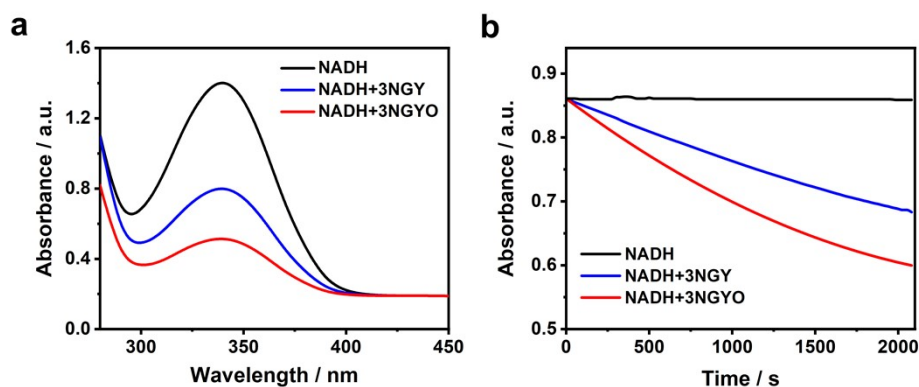 a
1.6
1.2
0.8
0.4
0.0
300
350
400
450
Absorbance / a.u.
Wavelength / nm
NADH
NADH+3NGY
NADH+3NGYO
b
0.9
0.8
0.7
0.6
0.5
0
500
1000
1500
2000
Absorbance / a.u.
Time / s
NADH
NADH+3NGY
NADH+3NGYO